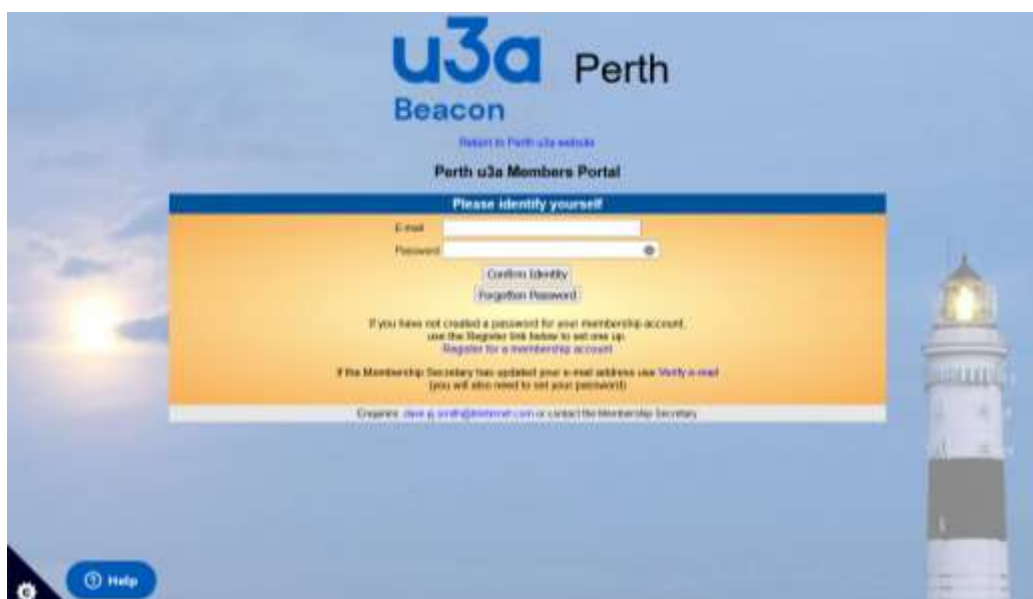 u3a Perth
Beacon
Return to Perth u3a website
Perth u3a Members Portal
Please identify yourself
E-mail
Password
Confirm Identity
Forgotten Password
If you have not created a password for your membership account,
use the Register link below to set one up.
Register for a membership account
If the Membership Secretary has updated your e-mail address use Verify e-mail
(you will also need to set your password)
Enquiries: or contact the Membership Secretary
Help